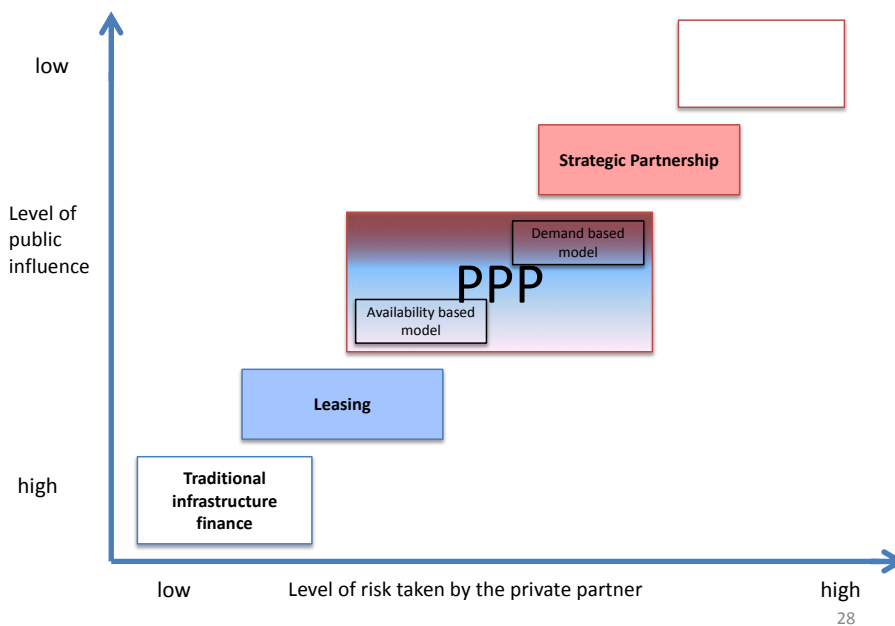 low
Strategic Partnership
Level of
public
influence
Demand based
model
PPP
Availability based
model
Leasing
high
Traditional
infrastructure
finance
low
Level of risk taken by the private partner
high
28